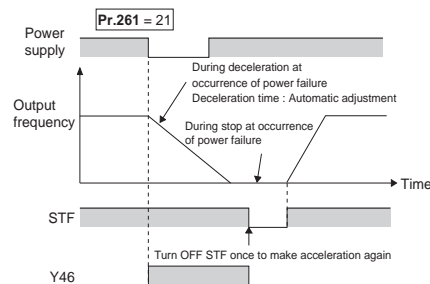 Pr.261 = 21
Power
supply
During deceleration at
occurrence of power failure
Deceleration time : Automatic adjustment
Output
frequency
During stop at occurrence
of power failure
Time
STF
Turn OFF STF once to make acceleration again
Y46